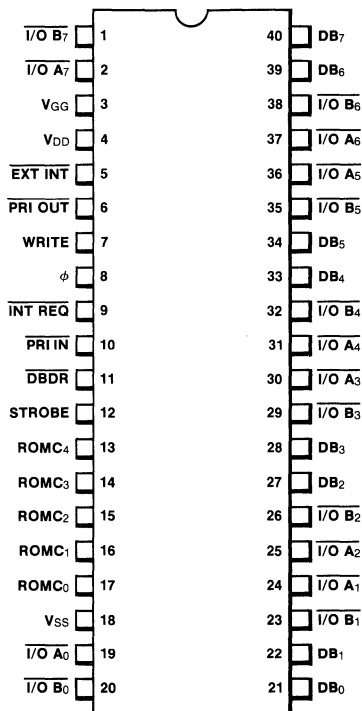 I/O B7 1 40 DB7
I/O A7 2 39 DB6
VGG 3 38 I/O B6
VDD 4 37 I/O A6
EXT INT 5 36 I/O A5
PRI OUT 6 35 I/O B5
WRITE 7 34 DB5
ϕ 8 33 DB4
INT REQ 9 32 I/O B4
PRI IN 10 31 I/O A4
DBDR 11 30 I/O A3
STROBE 12 29 I/O B3
ROMC4 13 28 DB3
ROMC3 14 27 DB2
ROMC2 15 26 I/O B2
ROMC1 16 25 I/O A2
ROMC0 17 24 I/O A1
VSS 18 23 I/O B1
I/O A0 19 22 DB1
I/O B0 20 21 DB0